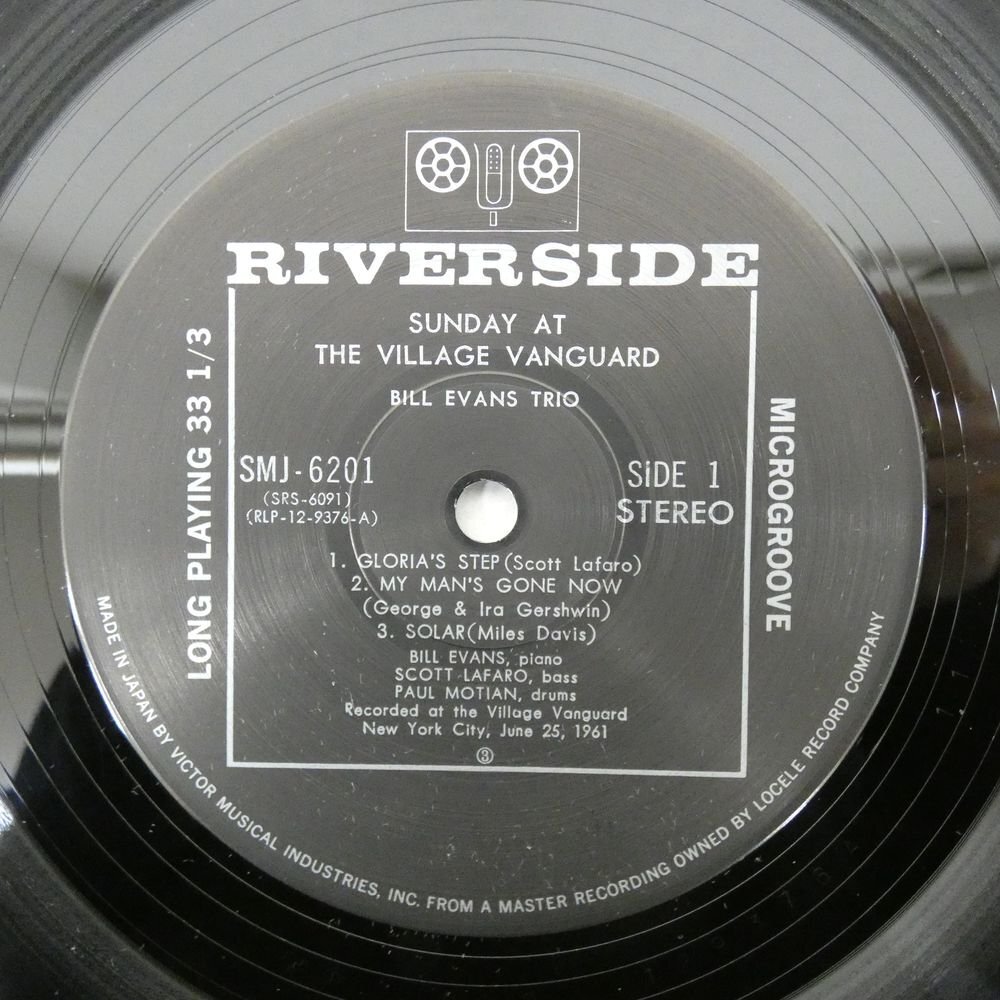 RIVERSIDE
SUNDAY AT
THE VILLAGE VANGUARD
BILL EVANS TRIO
LONG PLAYING 33 1/3
MICROGROOVE
SMJ-6201
(SRS-6091)
(RLP-12-9376-A)
SIDE 1
STEREO
1. GLORIA'S STEP (Scott Lafaro)
2. MY MAN'S GONE NOW
(George & Ira Gershwin)
3. SOLAR (Miles Davis)
BILL EVANS, piano
SCOTT LAFARO, bass
PAUL MOTIAN, drums
Recorded at the Village Vanguard
New York City, June 25, 1961
③
MADE IN JAPAN BY VICTOR MUSICAL INDUSTRIES, INC. FROM A MASTER RECORDING OWNED BY LOCELE RECORD COMPANY